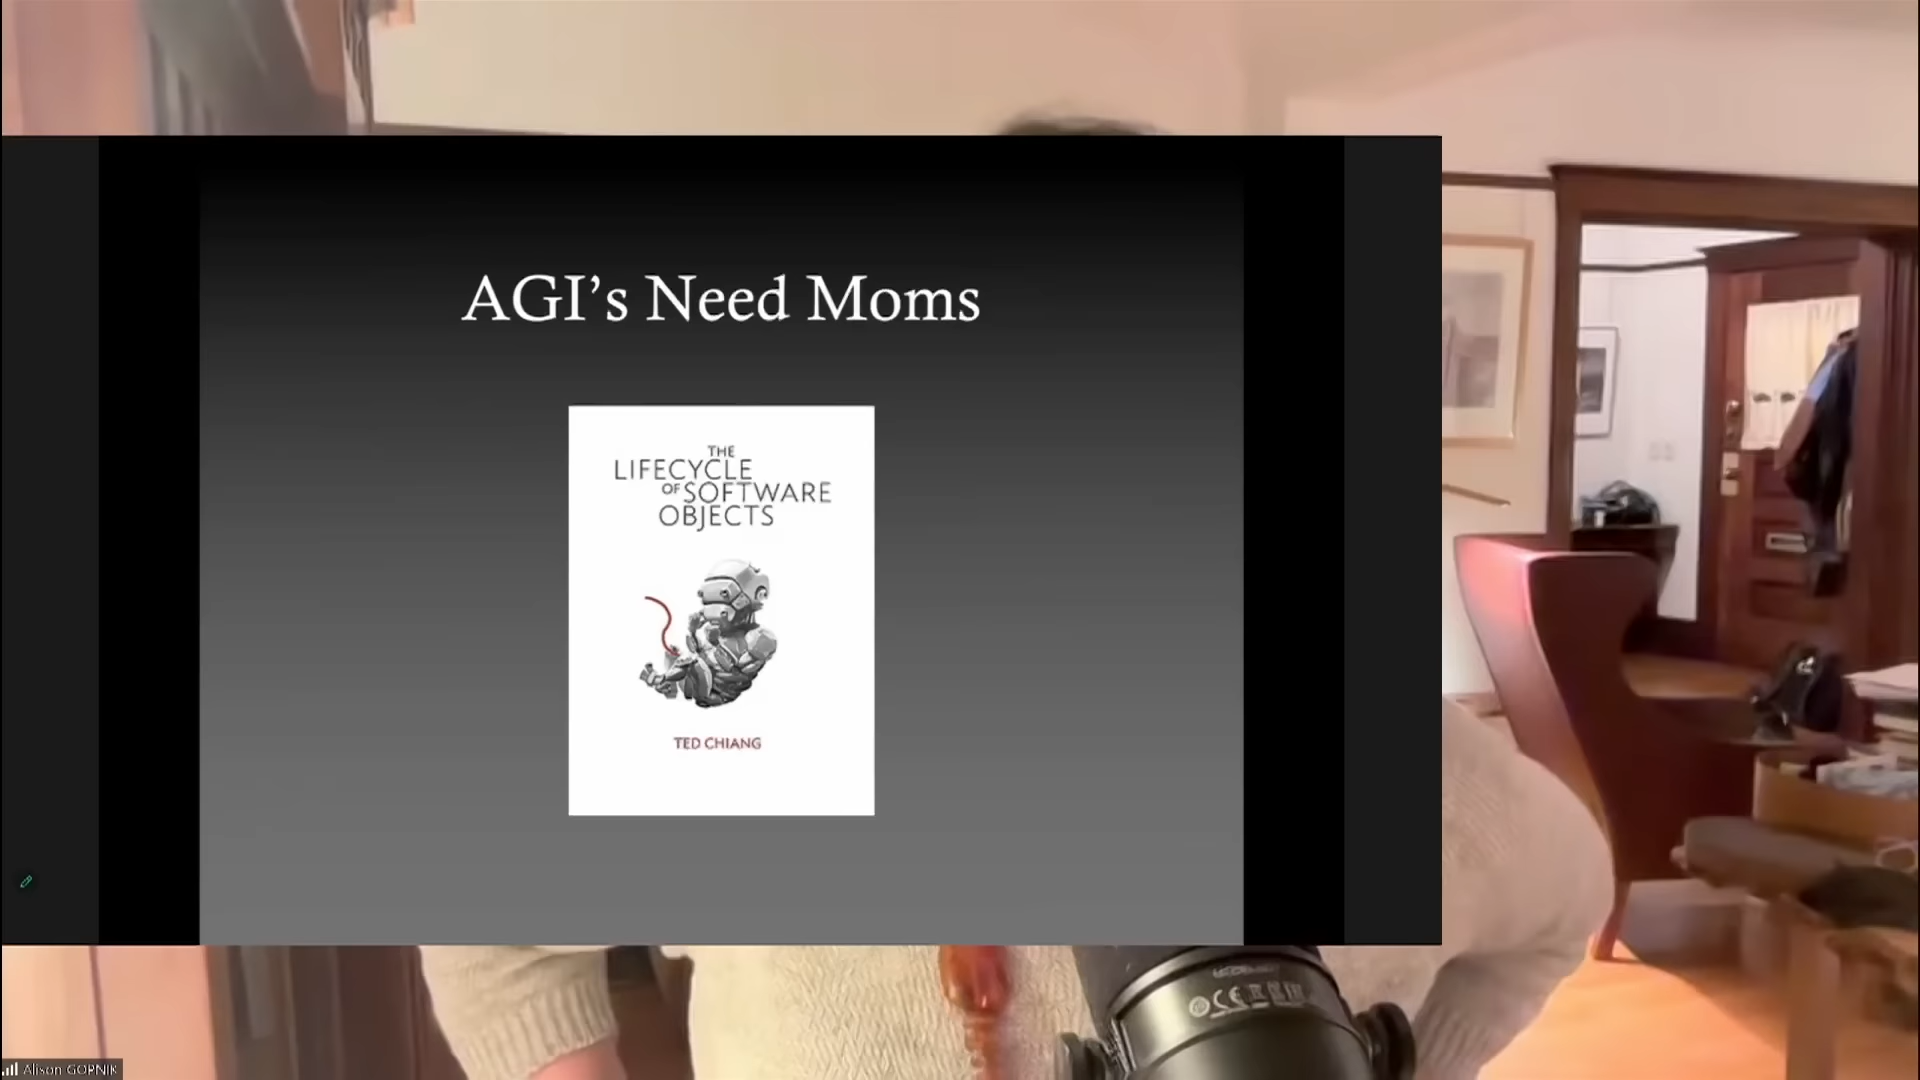 AGI’s Need Moms
THE
LIFECYCLE
OF SOFTWARE
OBJECTS
TED CHIANG
Alison GOPNIK